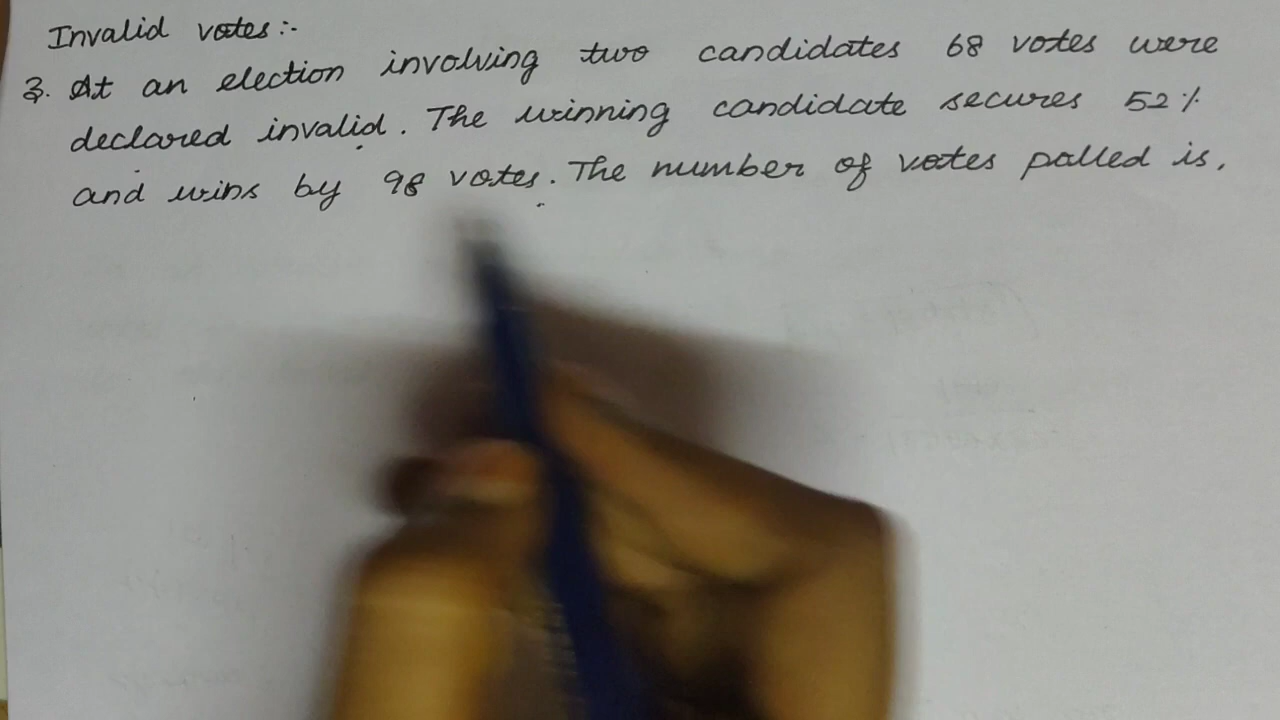 Invalid votes:-
3. At an election involving two candidates 68 votes were
declared invalid. The winning candidate secures 52%
and wins by 98 votes. The number of votes polled is,